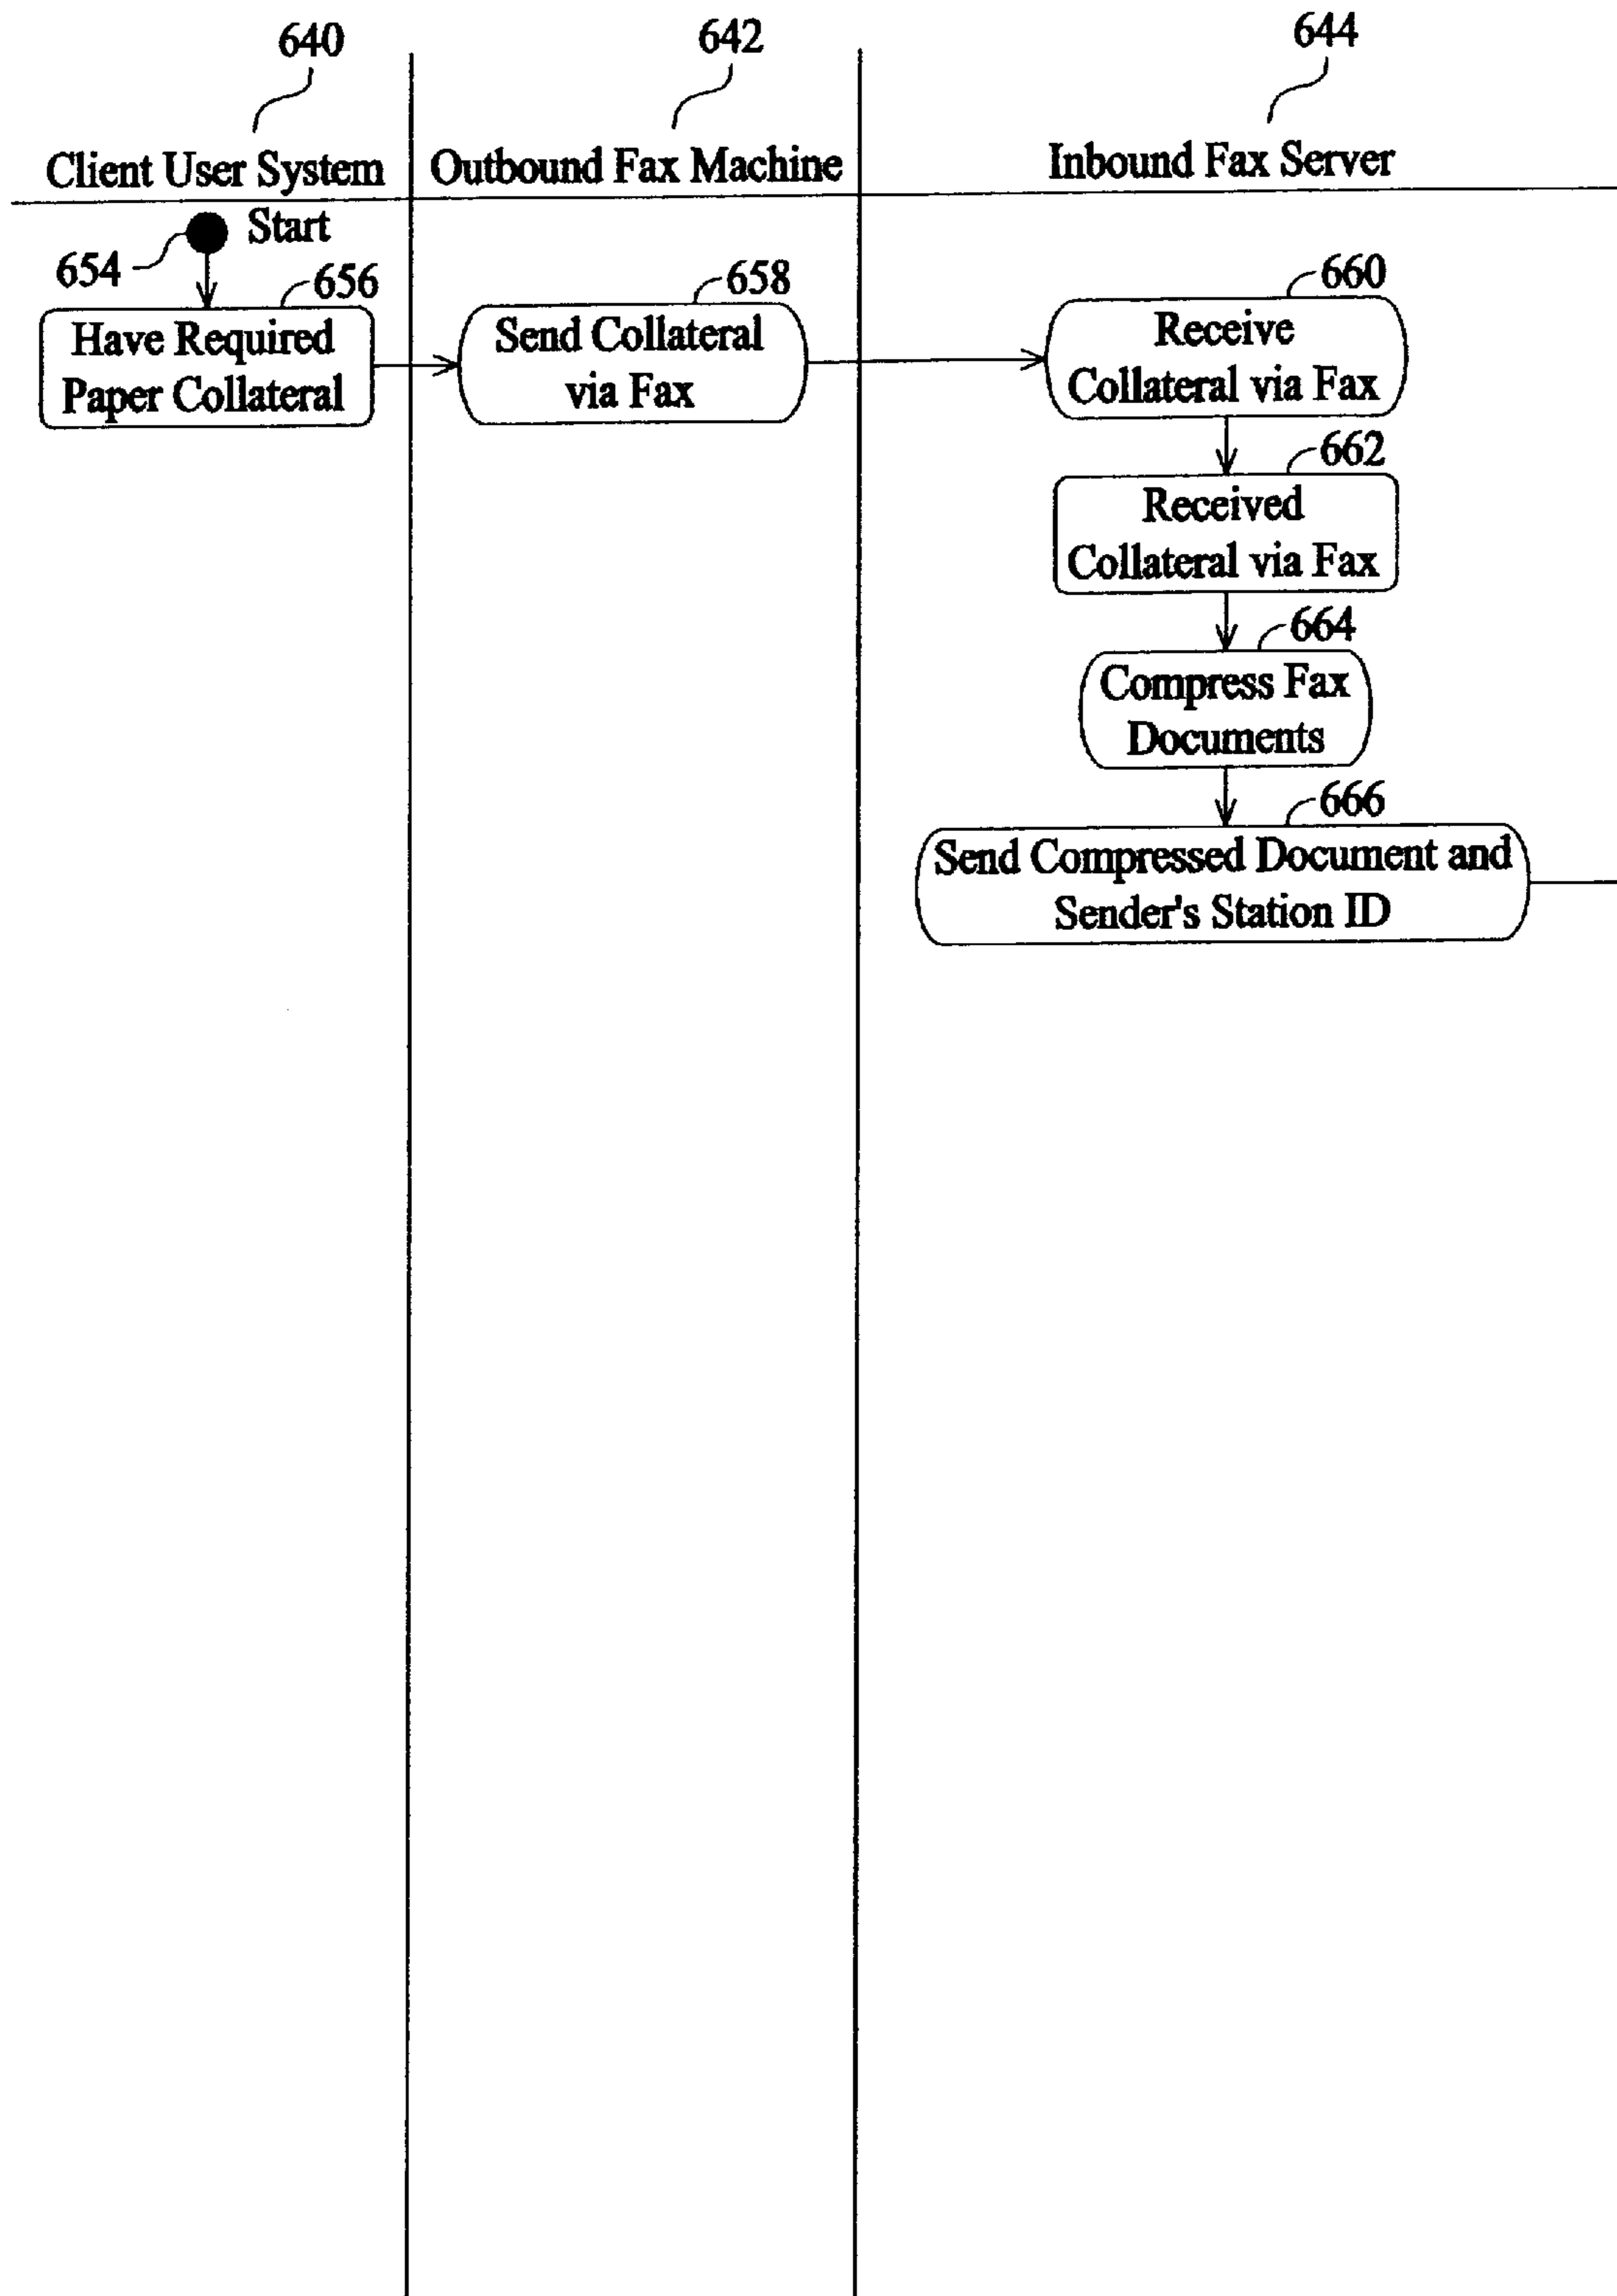 640
642
644
Client User System
Outbound Fax Machine
Inbound Fax Server
Start
654
656
Have Required
Paper Collateral
658
Send Collateral
via Fax
660
Receive
Collateral via Fax
662
Received
Collateral via Fax
664
Compress Fax
Documents
666
Send Compressed Document and
Sender's Station ID